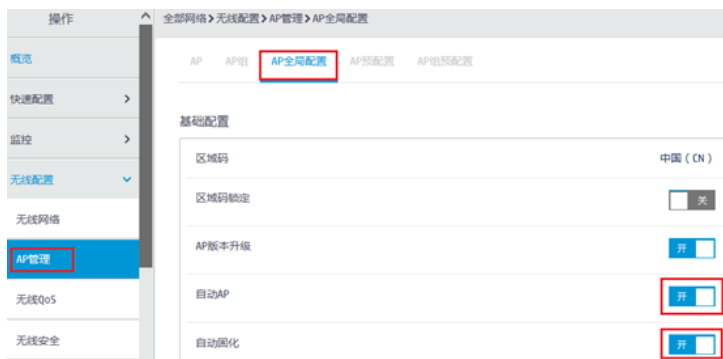 操作
全部网络>无线配置>AP管理>AP全局配置
概览
快速配置
监控
无线配置
无线网络
AP管理
无线QoS
无线安全
AP AP组 AP全局配置 AP预配置 AP组预配置
基础配置
区域码 中国 ( CN )
区域码锁定 关
AP版本升级 开
自动AP 开
自动固化 开